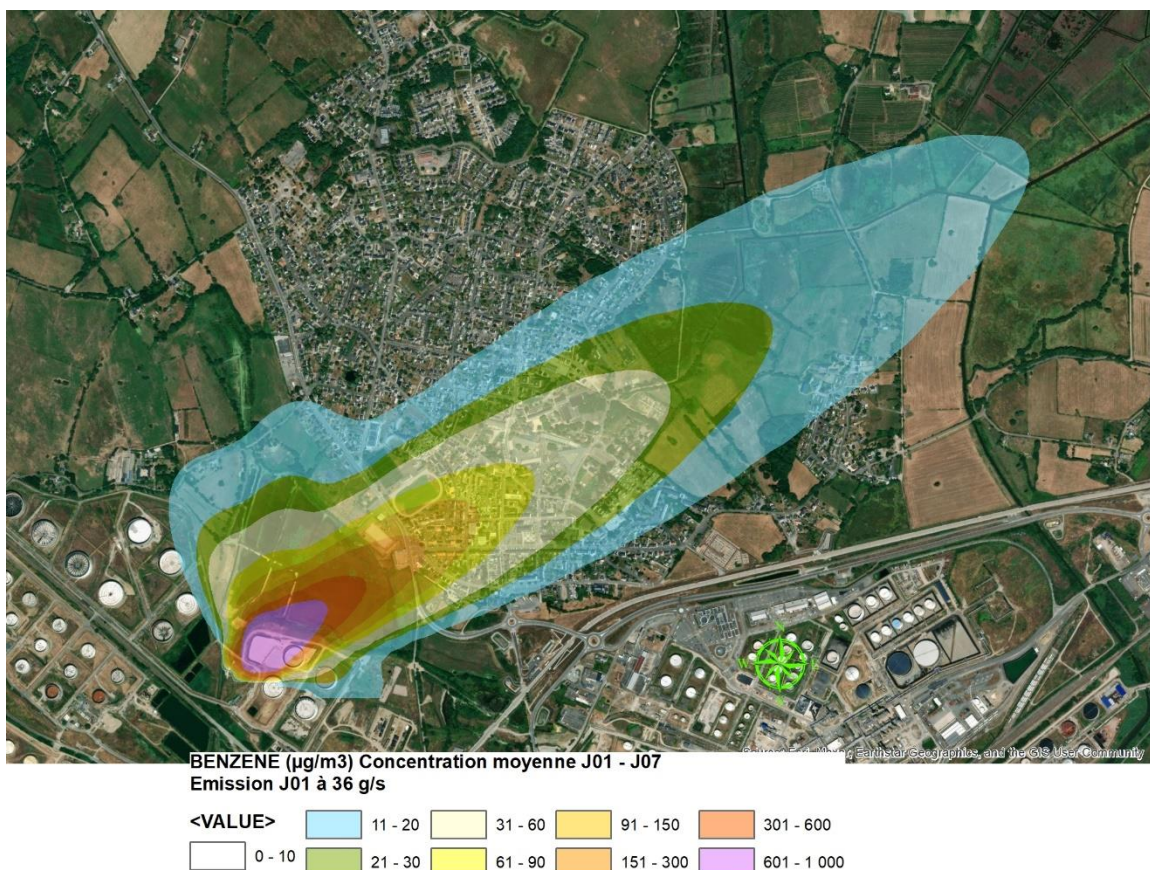 W E
Earthstar Geographics, and the GIS User Community
BENZENE (µg/m3) Concentration moyenne J01 - J07
Emission J01 à 36 g/s
<VALUE> 11 - 20 31 - 60 91 - 150 301 - 600
0 - 10 21 - 30 61 - 90 151 - 300 601 - 1 000